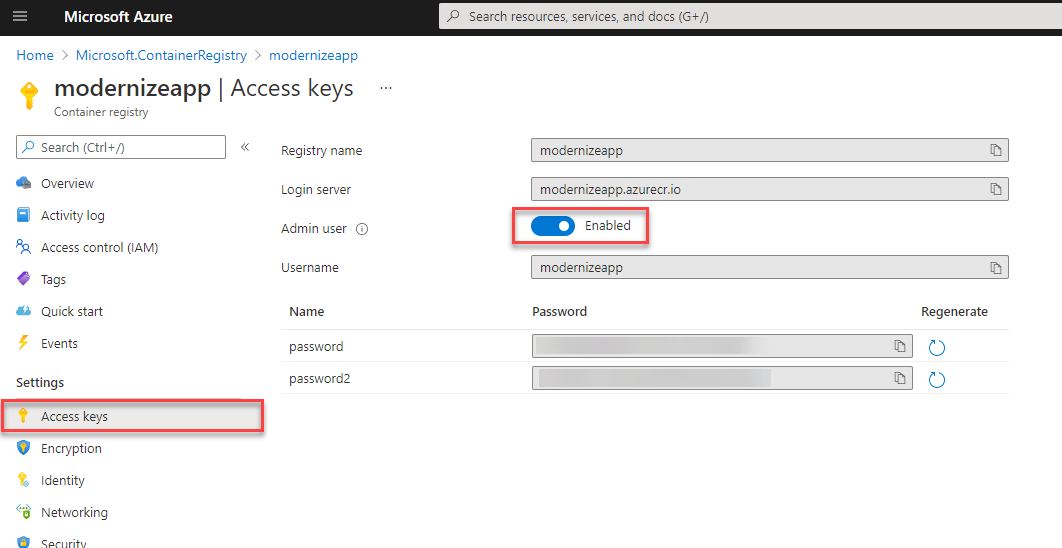 Microsoft Azure
Search resources, services, and docs (G+/)
Home > Microsoft.ContainerRegistry > modernizeapp
modernizeapp | Access keys ...
Container registry
Search (Ctrl+/) «
Overview
Activity log
Access control (IAM)
Tags
Quick start
Events
Settings
Access keys
Encryption
Identity
Networking
Security
Registry name modernizeapp
Login server modernizeapp.azurecr.io
Admin user Enabled
Username modernizeapp
Name Password Regenerate
password
password2